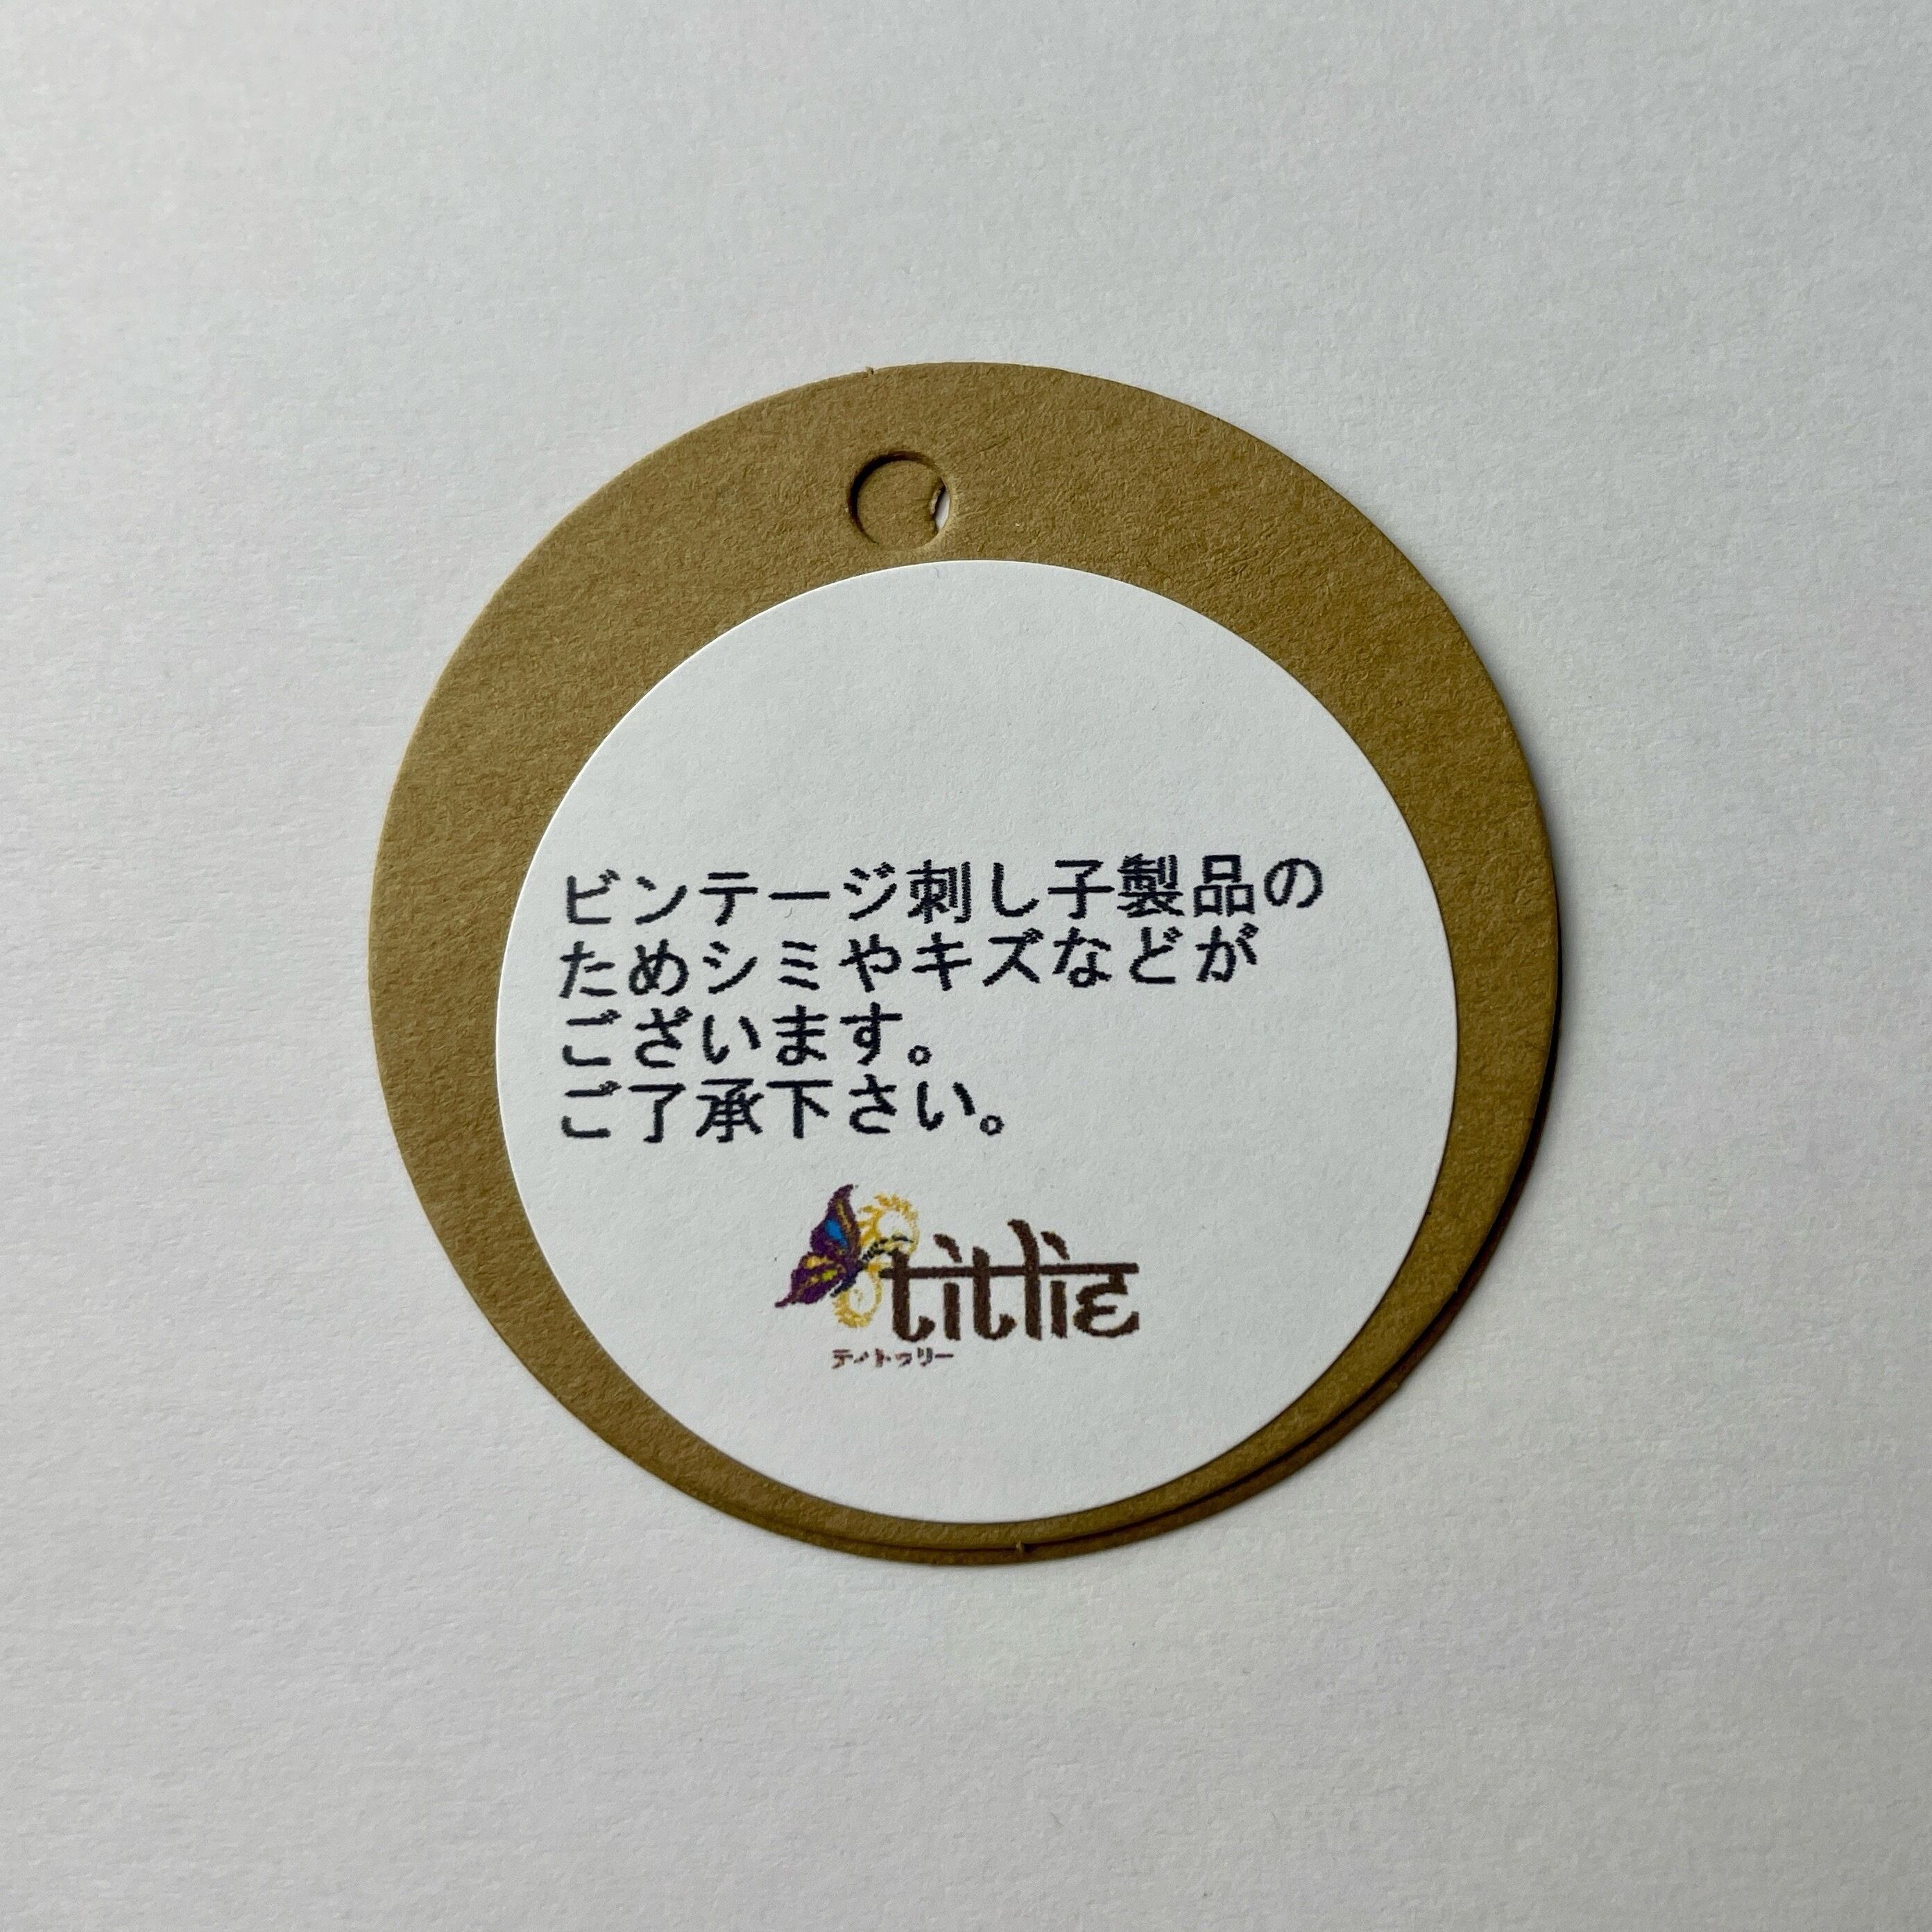 ビンテージ刺し子製品の
ためシミやキズなどが
ございます。
ご了承下さい。
titlie
ティトゥリー